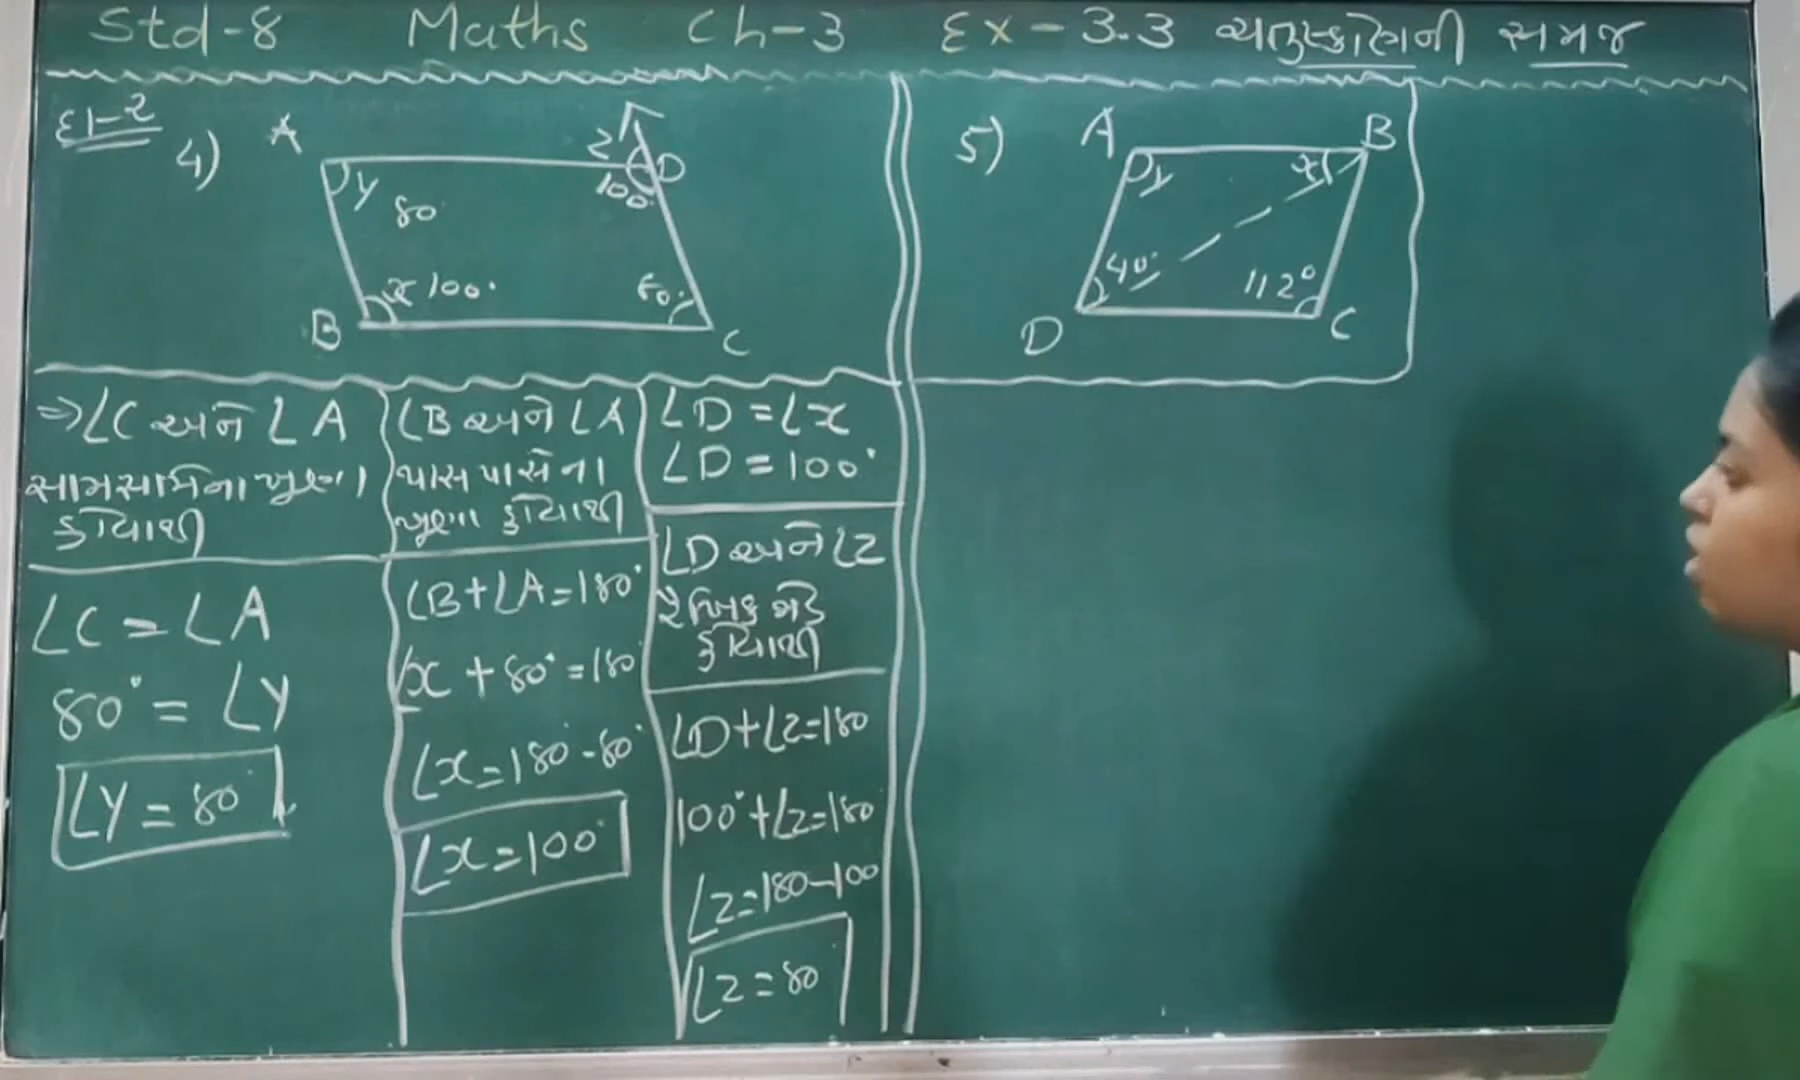 Std-8 Maths Ch-3 Ex-3.3 ચતુષ્કોણની સમજ
દા-2
4)
A
Z
D
100°
y
80
x 100°
80°
B
C
5)
A
B
y
x
40°
112°
D
C
⇒∠C અને ∠A
સામસામેના ખૂણા
હોવાથી
∠C = ∠A
80° = ∠y
∠y = 80°
∠B અને ∠A
પાસ પાસેના
ખૂણા હોવાથી
∠B+∠A=180°
∠x + 80° = 180
∠x = 180° - 80°
∠x = 100°
∠D = ∠x
∠D = 100°
∠D અને ∠z
રૈખિક જોડ
હોવાથી
∠D+∠z=180
100°+∠z=180
∠z=180-100
∠z = 80